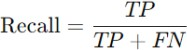 Recall = TP / (TP + FN)